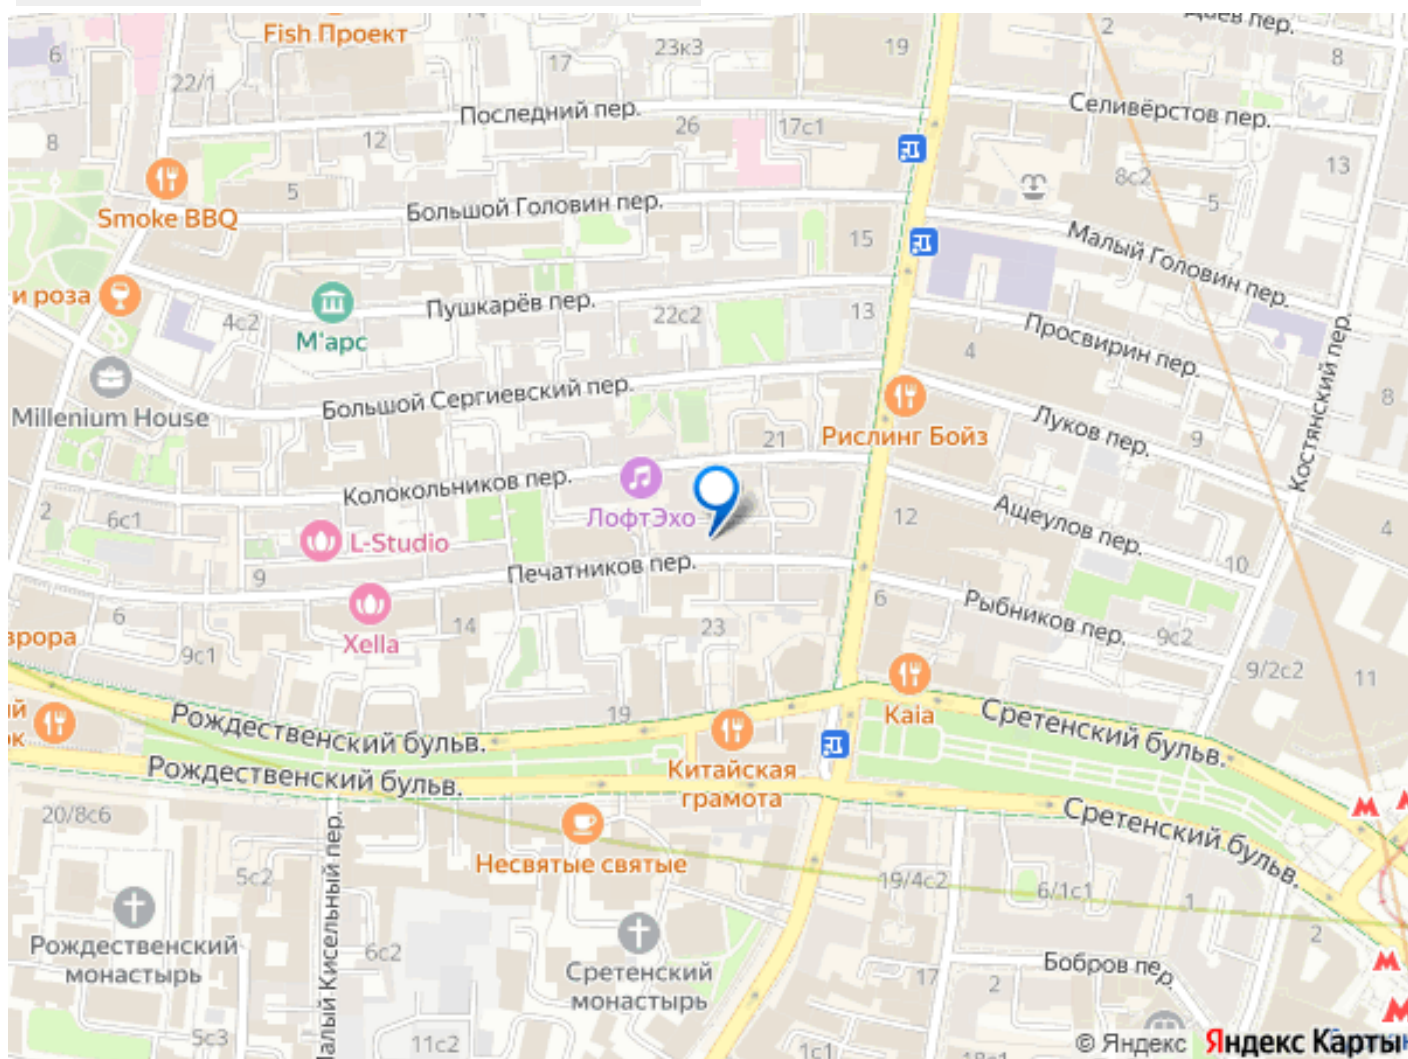 Fish Проект
14
2
Даев пер.
6
23к3
19
17
8
22/1
Последний пер.
Селивёрстов пер.
8
12
26
17с1
13
5
8с2
5
Smoke BBQ
Большой Головин пер.
15
Малый Головин пер.
и роза
Пушкарёв пер.
4с2
22с2
13
М'арс
Просвирин пер.
4
Костянский пер.
Большой Сергиевский пер.
8
Millenium House
Рислинг Бойз
Луков пер.
21
9
Колокольников пер.
2
6с1
ЛофтЭхо
12
Ащеулов пер.
4
L-Studio
Печатников пер.
9
10
6
14
23
6
Рыбников пер.
9с2
Xella
9с1
9/2с2
11
19
Kaia
Рождественский бульв.
Сретенский бульв.
Рождественский бульв.
Китайская
грамота
20/8с6
Сретенский бульв.
Несвятые святые
Малый Кисельный пер.
5с2
19/4с2
6/1с1
1
Рождественский
монастырь
6с2
2
Сретенский
монастырь
17
2
Бобров пер.
5с3
11с2
1с1
© Яндекс
Яндекс Карты